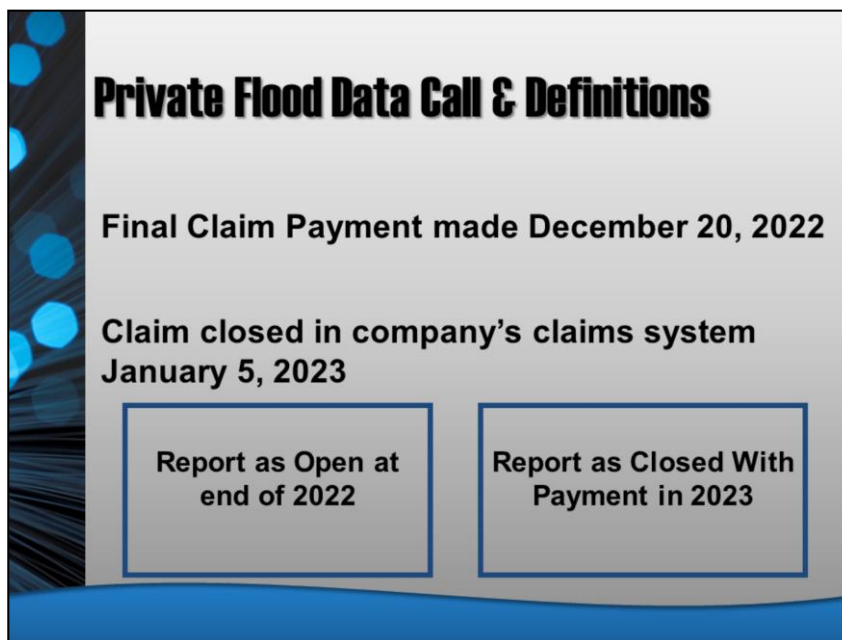 Private Flood Data Call & Definitions
Final Claim Payment made December 20, 2022
Claim closed in company’s claims system
January 5, 2023
Report as Open at
end of 2022
Report as Closed With
Payment in 2023